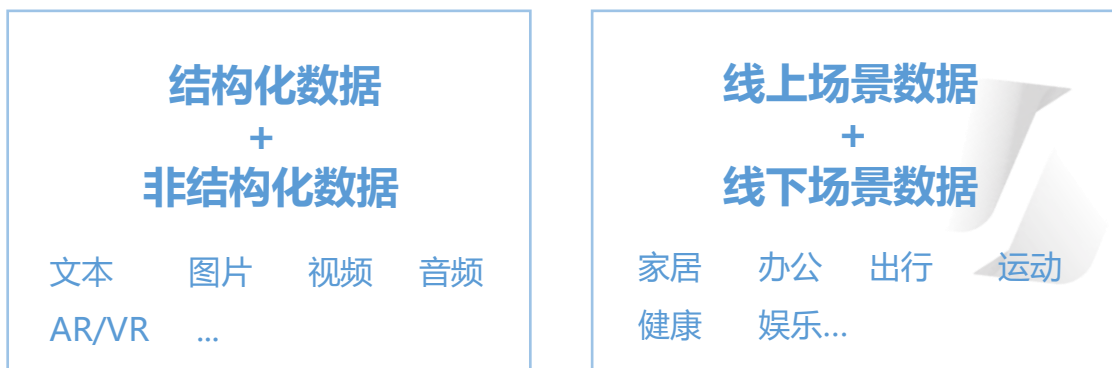 结构化数据
+
非结构化数据
文本 图片 视频 音频
AR/VR ...
线上场景数据
+
线下场景数据
家居 办公 出行 运动
健康 娱乐...